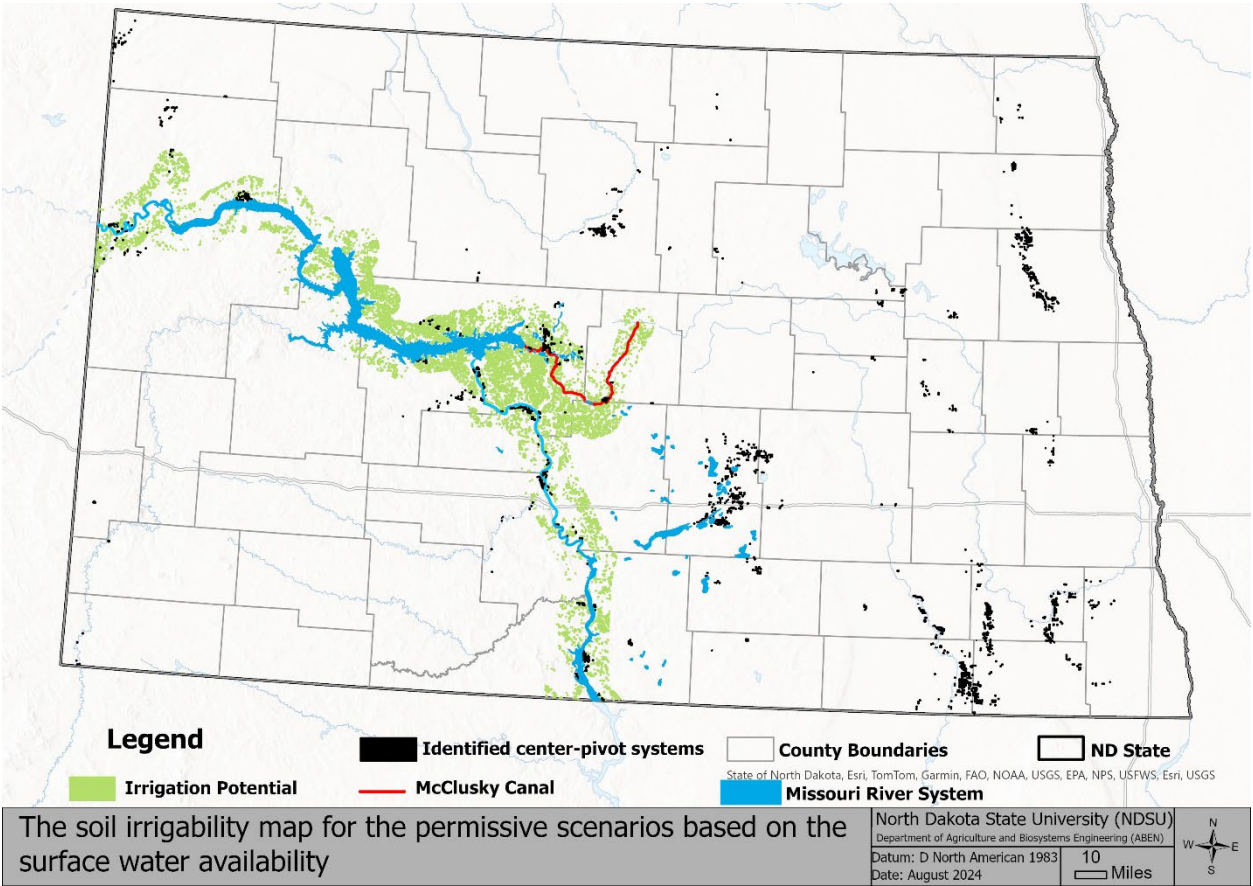 Legend
Identified center-pivot systems
County Boundaries
ND State
State of North Dakota, Esri, TomTom, Garmin, FAO, NOAA, USGS, EPA, NPS, USFWS, Esri, USGS
Irrigation Potential
McClusky Canal
Missouri River System
The soil irrigability map for the permissive scenarios based on the
surface water availability
North Dakota State University (NDSU)
Department of Agriculture and Biosystems Engineering (ABEN)
Datum: D North American 1983
Date: August 2024
10
Miles
N
W E
S